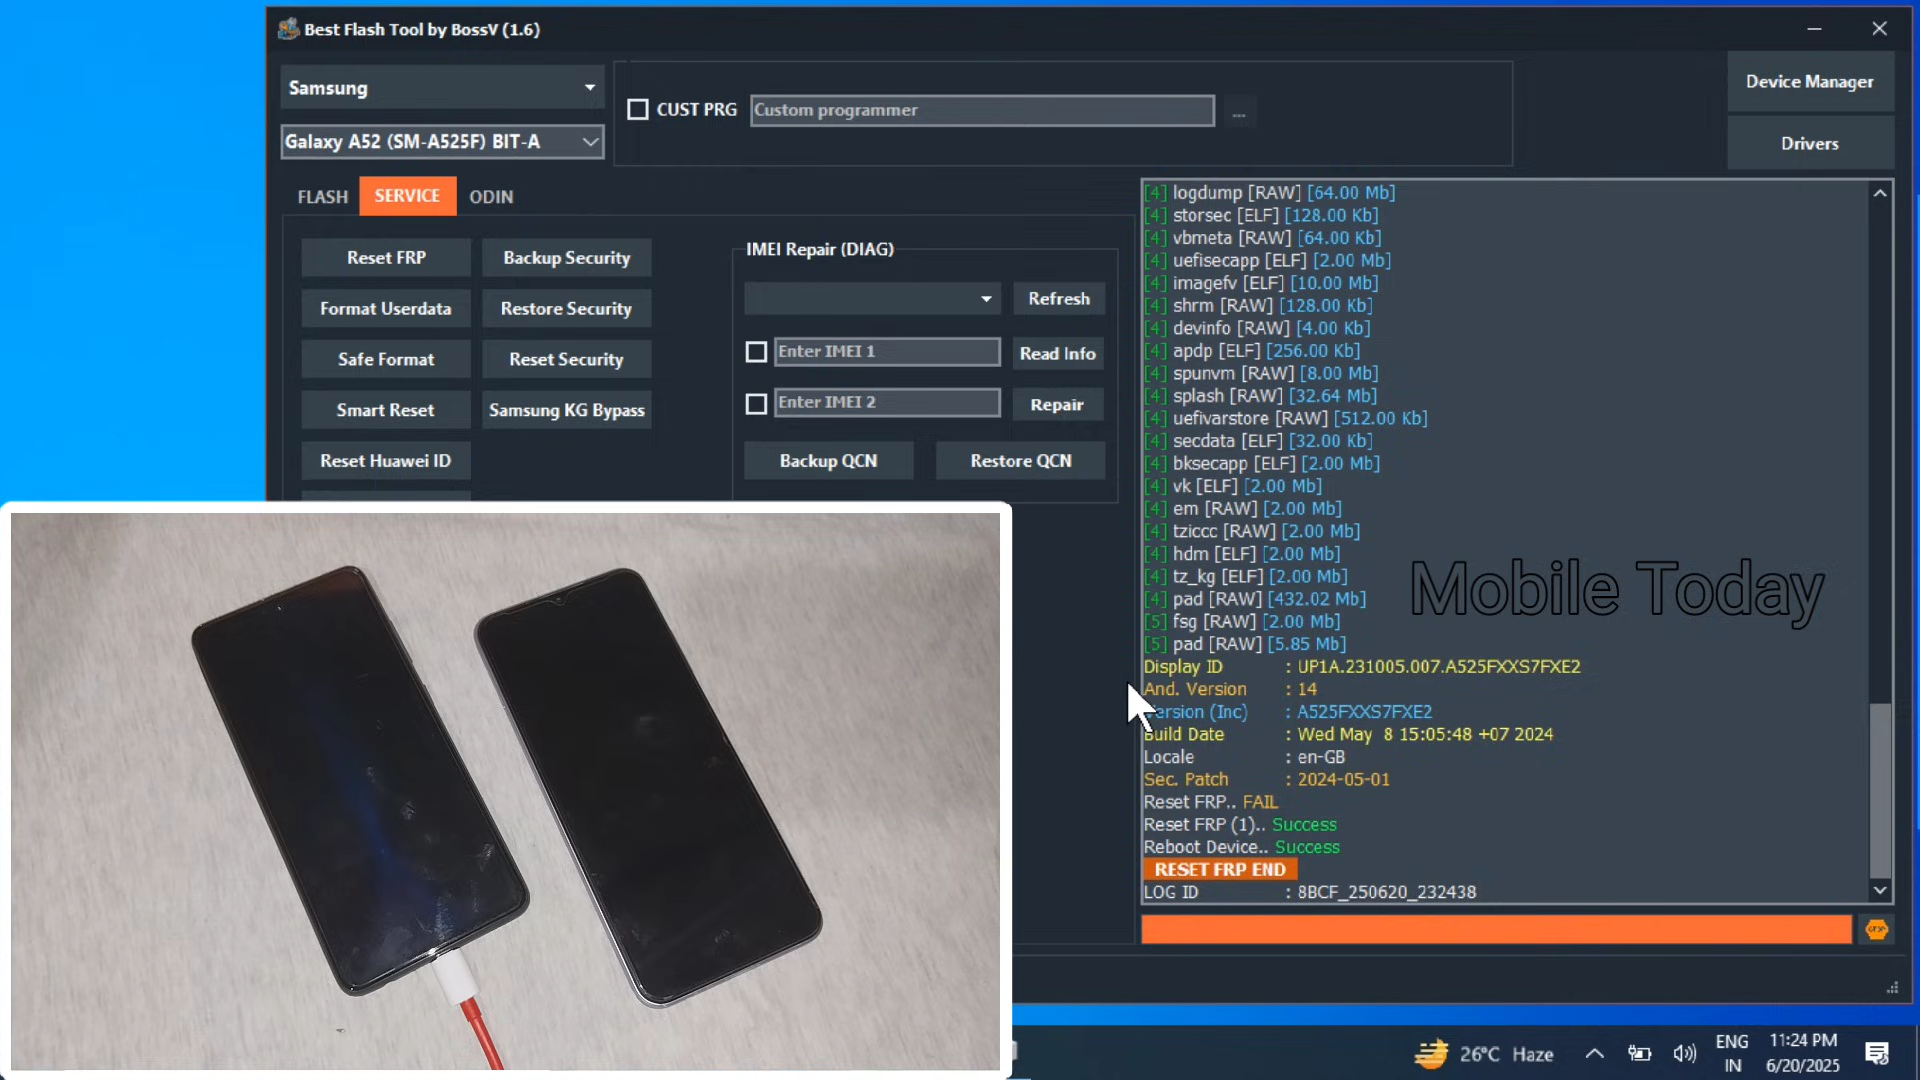 Best Flash Tool by BossV (1.6)
Samsung
Galaxy A52 (SM-A525F) BIT-A
CUST PRG
Custom programmer
...
Device Manager
Drivers
FLASH
SERVICE
ODIN
Reset FRP
Backup Security
Format Userdata
Restore Security
Safe Format
Reset Security
Smart Reset
Samsung KG Bypass
Reset Huawei ID
IMEI Repair (DIAG)
Refresh
Enter IMEI 1
Read Info
Enter IMEI 2
Repair
Backup QCN
Restore QCN
[4] logdump [RAW] [64.00 Mb]
[4] storsec [ELF] [128.00 Kb]
[4] vbmeta [RAW] [64.00 Kb]
[4] uefisecapp [ELF] [2.00 Mb]
[4] imagefv [ELF] [10.00 Mb]
[4] shrm [RAW] [128.00 Kb]
[4] devinfo [RAW] [4.00 Kb]
[4] apdp [ELF] [256.00 Kb]
[4] spunvm [RAW] [8.00 Mb]
[4] splash [RAW] [32.64 Mb]
[4] uefivarstore [RAW] [512.00 Kb]
[4] secdata [ELF] [32.00 Kb]
[4] bksecapp [ELF] [2.00 Mb]
[4] vk [ELF] [2.00 Mb]
[4] em [RAW] [2.00 Mb]
[4] tziccc [RAW] [2.00 Mb]
[4] hdm [ELF] [2.00 Mb]
[4] tz_kg [ELF] [2.00 Mb]
[4] pad [RAW] [432.02 Mb]
[5] fsg [RAW] [2.00 Mb]
[5] pad [RAW] [5.85 Mb]
Display ID : UP1A.231005.007.A525FXXS7FXE2
And. Version : 14
Version (Inc) : A525FXXS7FXE2
Build Date : Wed May 8 15:05:48 +07 2024
Locale : en-GB
Sec. Patch : 2024-05-01
Reset FRP.. FAIL
Reset FRP (1).. Success
Reboot Device.. Success
RESET FRP END
LOG ID : 8BCF_250620_232438
Mobile Today
26°C Haze
ENG
IN
11:24 PM
6/20/2025